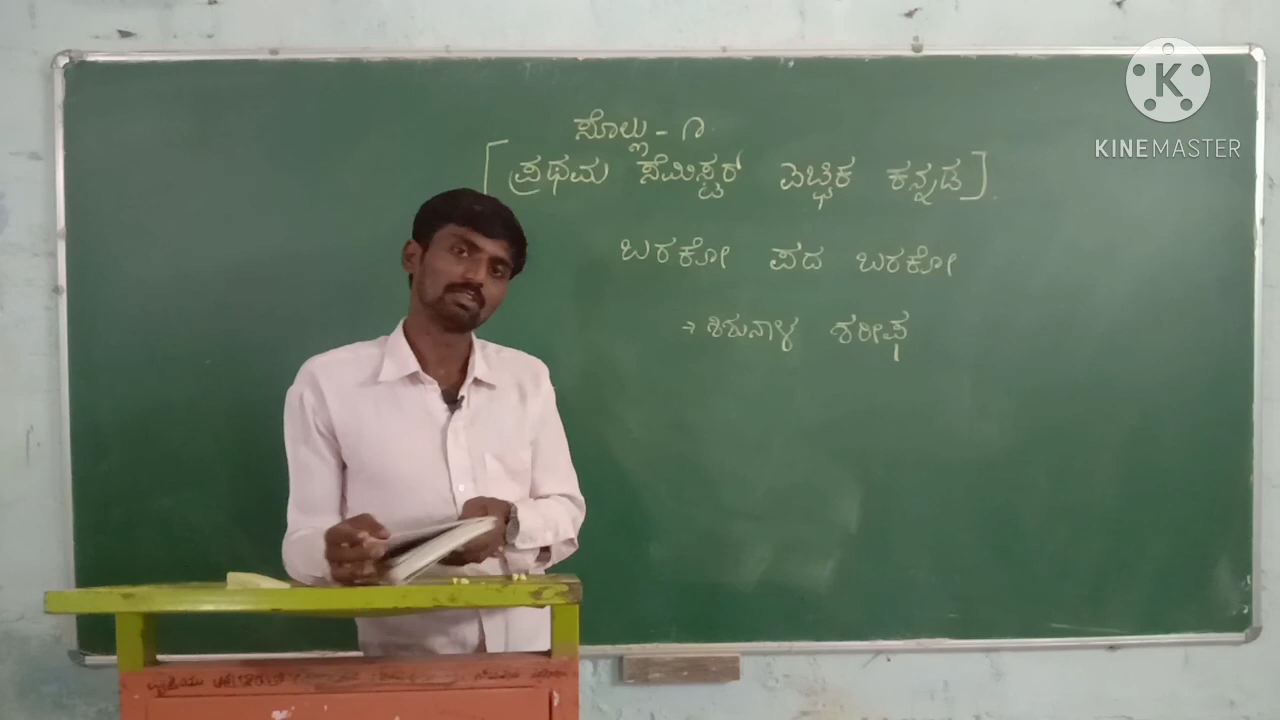 ಸೊಲ್ಲು - ೧.
[ಪ್ರಥಮ ಸೆಮಿಸ್ಟರ್ ಐಚ್ಛಿಕ ಕನ್ನಡ].
ಬರಕೋ ಪದ ಬರಕೋ
→ ಶಿಶುನಾಳ ಶರೀಫ
K
KINEMASTER